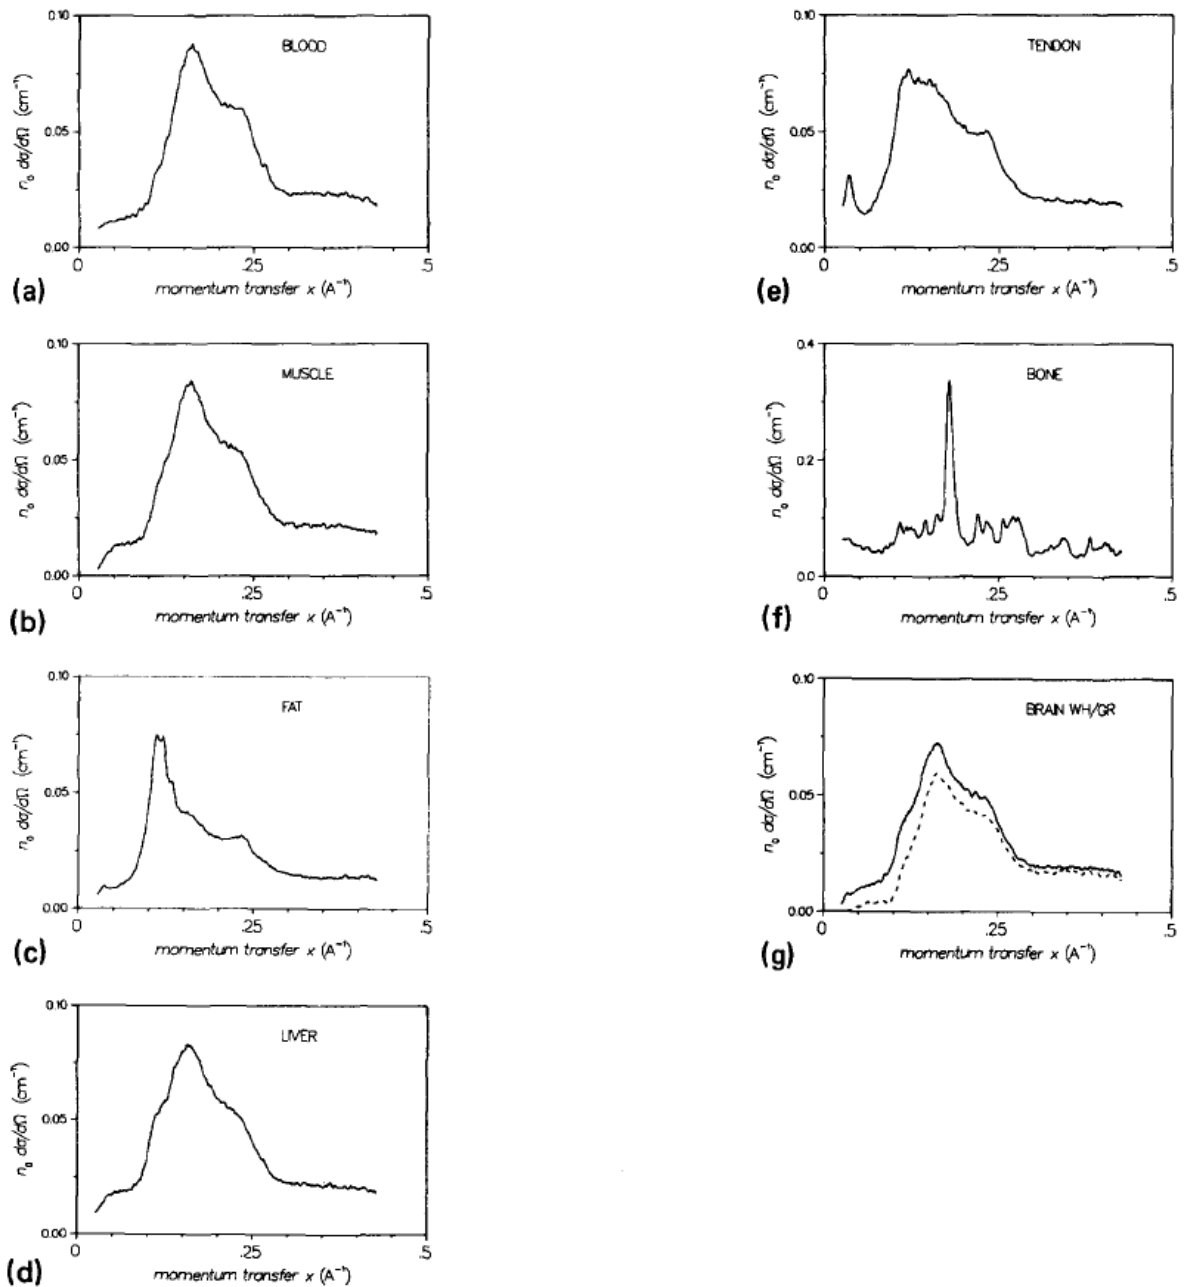 0.10
BLOOD
n₀ dσ/dΩ (cm⁻¹)
0.05
0.00
0 .25 .5
momentum transfer x (A⁻¹)
(a)
0.10
MUSCLE
n₀ dσ/dΩ (cm⁻¹)
0.05
0.00
0 .25 .5
momentum transfer x (A⁻¹)
(b)
0.10
FAT
n₀ dσ/dΩ (cm⁻¹)
0.05
0.00
0 .25 .5
momentum transfer x (A⁻¹)
(c)
0.10
LIVER
n₀ dσ/dΩ (cm⁻¹)
0.05
0.00
0 .25 .5
momentum transfer x (A⁻¹)
(d)
0.10
TENDON
n₀ dσ/dΩ (cm⁻¹)
0.05
0.00
0 .25 .5
momentum transfer x (A⁻¹)
(e)
0.4
BONE
n₀ dσ/dΩ (cm⁻¹)
0.2
0.0
0 .25 .5
momentum transfer x (A⁻¹)
(f)
0.10
BRAIN WH/GR
n₀ dσ/dΩ (cm⁻¹)
0.05
0.00
0 .25 .5
momentum transfer x (A⁻¹)
(g)